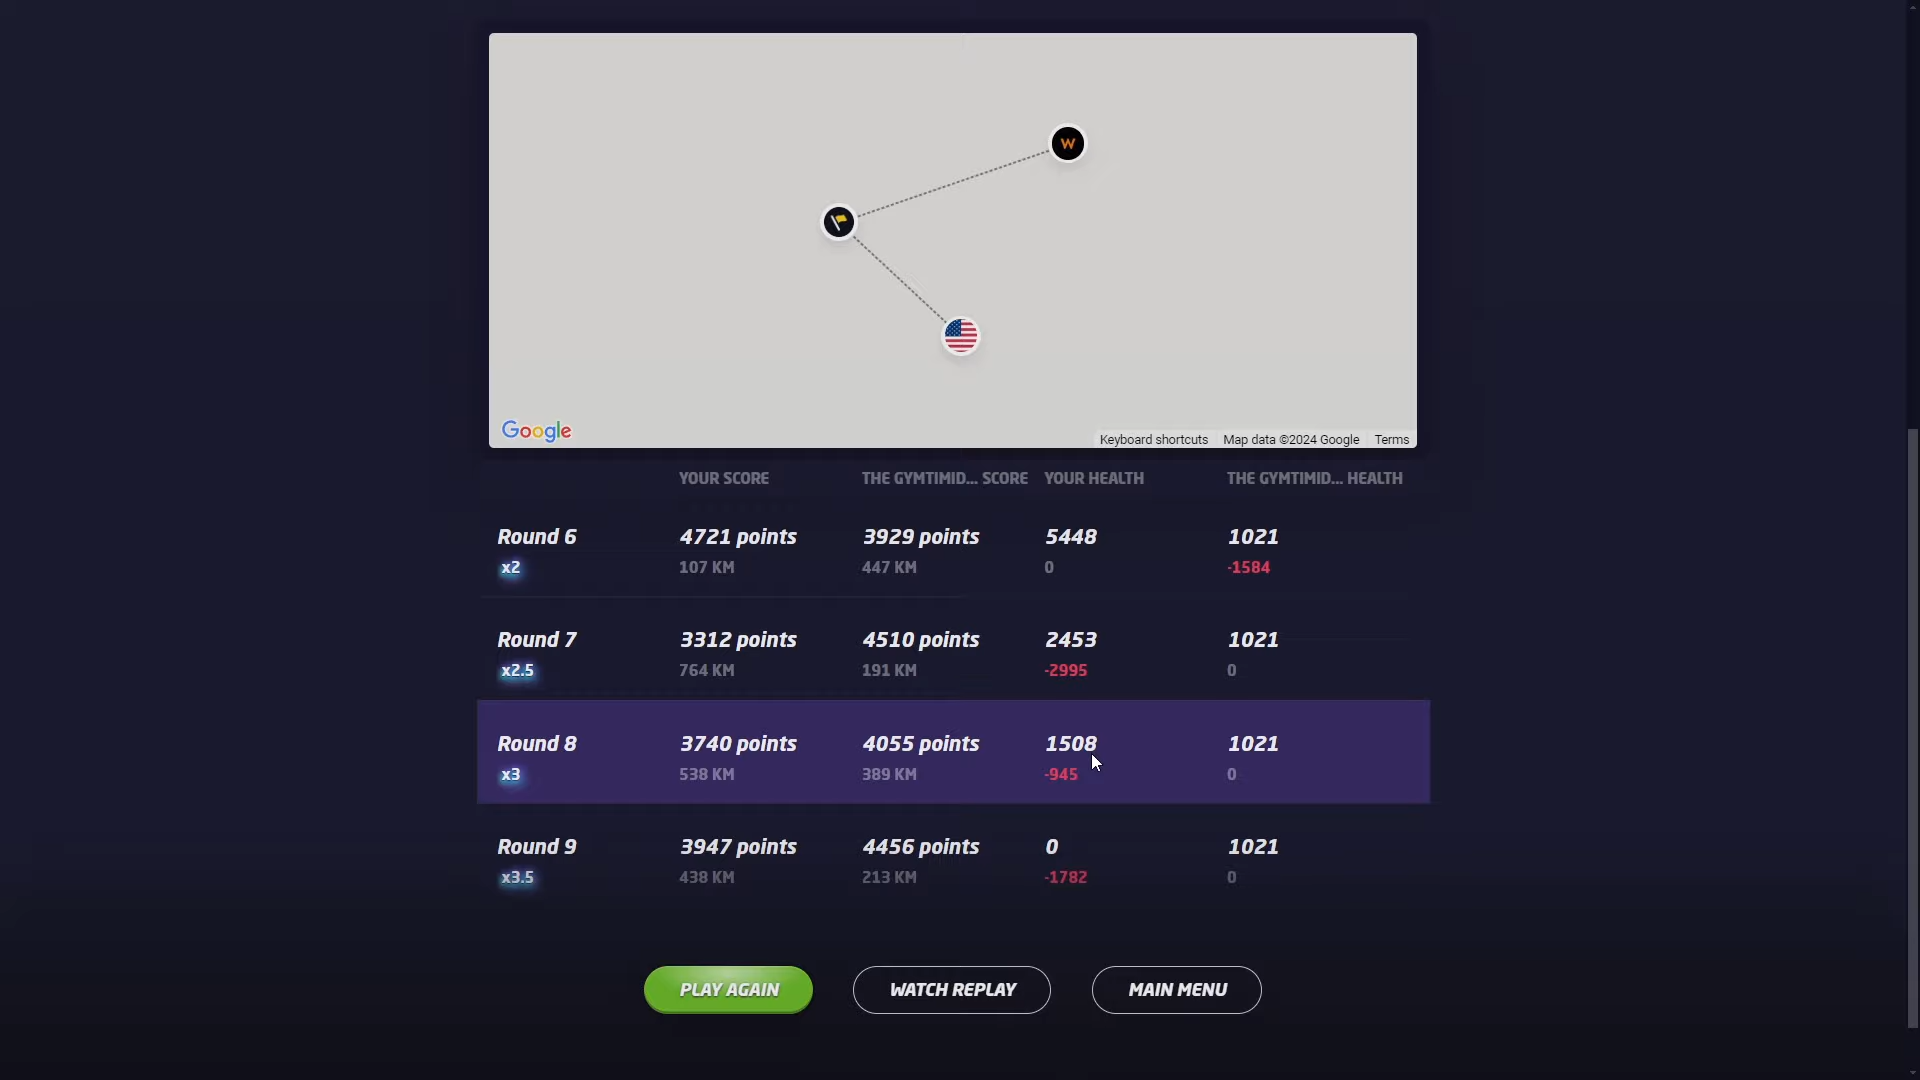 W
Google
Keyboard shortcuts Map data ©2024 Google Terms
YOUR SCORE THE GYMTIMID... SCORE YOUR HEALTH THE GYMTIMID... HEALTH
Round 6 4721 points 3929 points 5448 1021
x2 107 KM 447 KM 0 -1584
Round 7 3312 points 4510 points 2453 1021
x2.5 764 KM 191 KM -2995 0
Round 8 3740 points 4055 points 1508 1021
x3 538 KM 389 KM -945 0
Round 9 3947 points 4456 points 0 1021
x3.5 438 KM 213 KM -1782 0
PLAY AGAIN WATCH REPLAY MAIN MENU